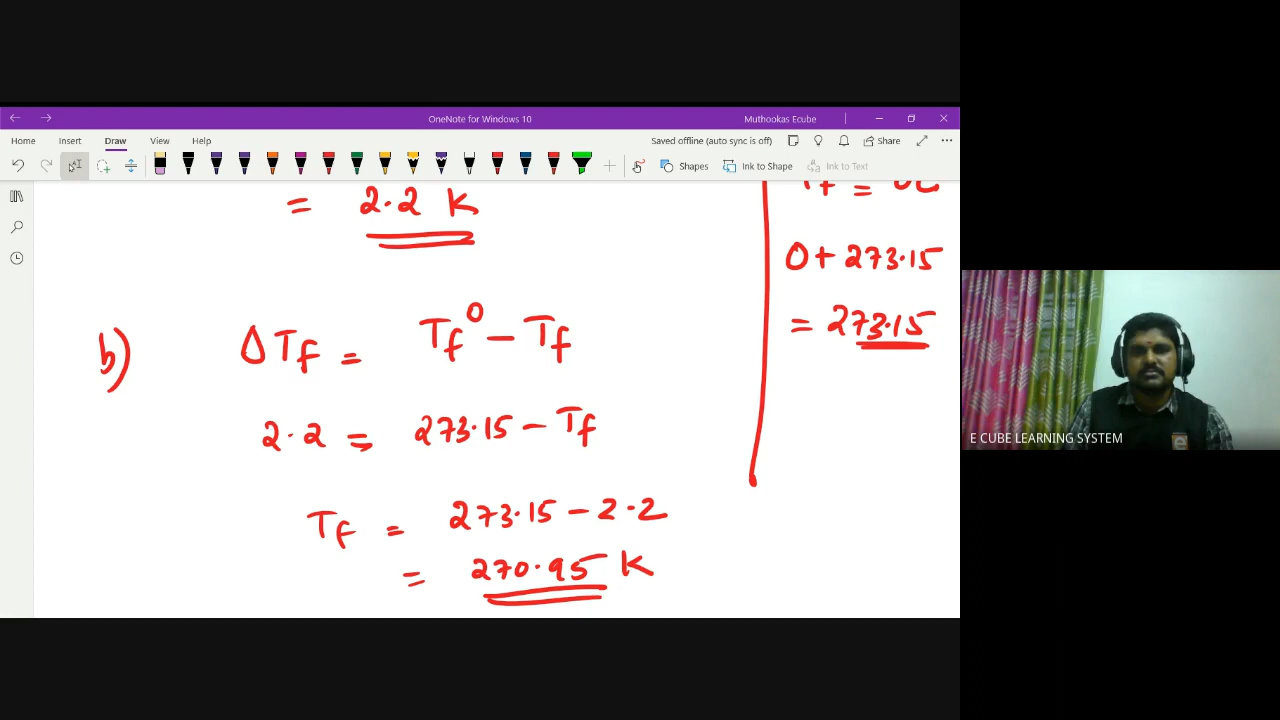 OneNote for Windows 10
Muthookas Ecube
Home Insert Draw View Help
Saved offline (auto sync is off)
Share
Shapes
Ink to Shape
Ink to Text
= 2.2 K
b) ΔTf = Tf⁰ - Tf
2.2 = 273.15 - Tf
Tf = 273.15 - 2.2
= 270.95 K
0 + 273.15
= 273.15
E CUBE LEARNING SYSTEM